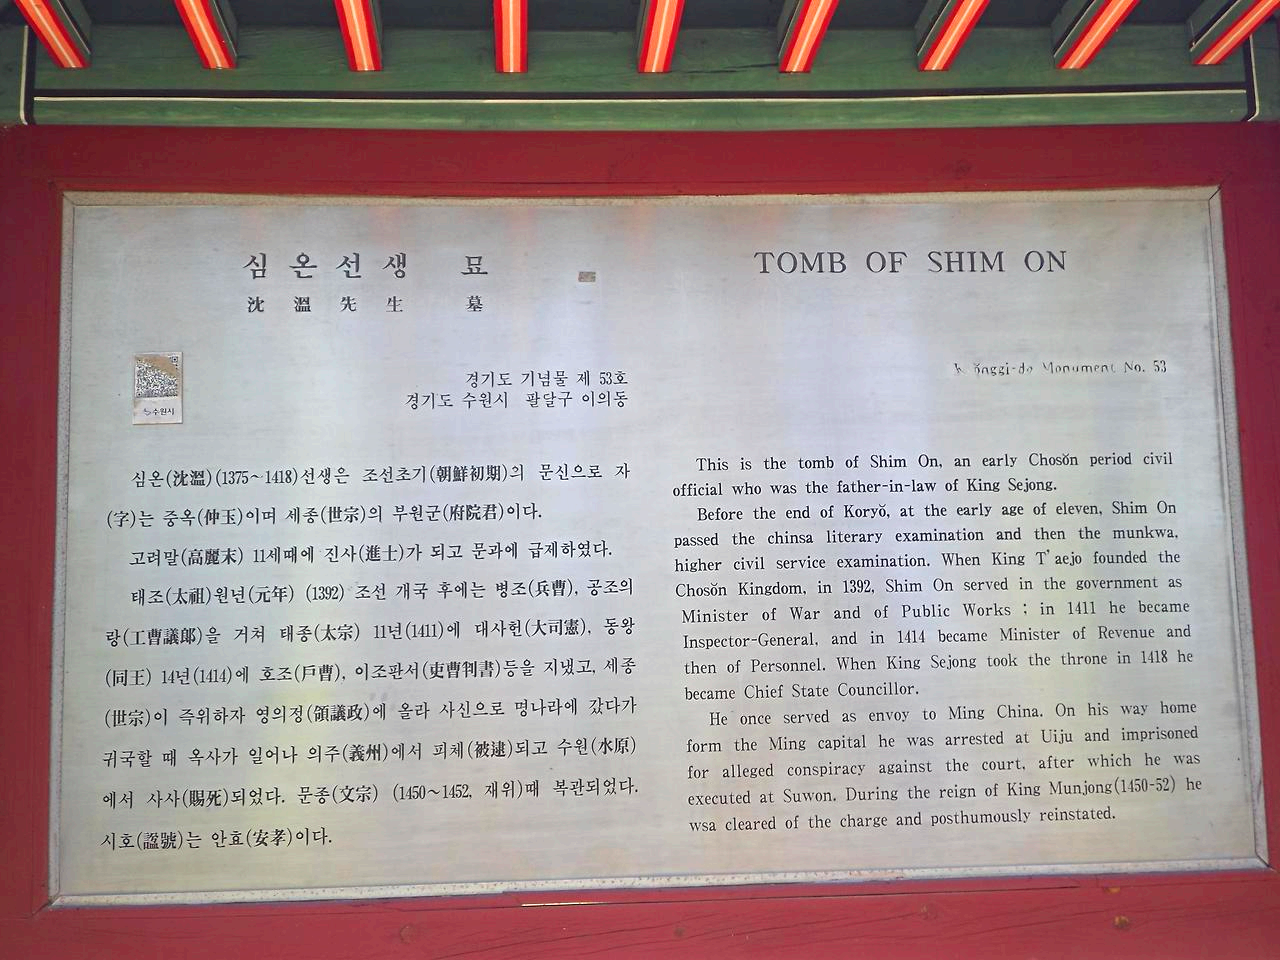 심온선생 묘
沈溫先生 墓
수원시
경기도 기념물 제 53호
경기도 수원시 팔달구 이의동
심온(沈溫)(1375~1418)선생은 조선초기(朝鮮初期)의 문신으로 자
(字)는 중옥(仲玉)이며 세종(世宗)의 부원군(府院君)이다.
고려말(高麗末) 11세때에 진사(進士)가 되고 문과에 급제하였다.
태조(太祖)원년(元年) (1392) 조선 개국 후에는 병조(兵曹), 공조의
랑(工曹議郎)을 거쳐 태종(太宗) 11년(1411)에 대사헌(大司憲), 동왕
(同王) 14년(1414)에 호조(戶曹), 이조판서(吏曹判書)등을 지냈고, 세종
(世宗)이 즉위하자 영의정(領議政)에 올라 사신으로 명나라에 갔다가
귀국할 때 옥사가 일어나 의주(義州)에서 피체(被逮)되고 수원(水原)
에서 사사(賜死)되었다. 문종(文宗) (1450~1452, 재위)때 복관되었다.
시호(諡號)는 안효(安孝)이다.
TOMB OF SHIM ON
Monument No. 53
This is the tomb of Shim On, an early Chosŏn period civil
official who was the father-in-law of King Sejong.
Before the end of Koryŏ, at the early age of eleven, Shim On
passed the chinsa literary examination and then the munkwa,
higher civil service examination. When King T'aejo founded the
Chosŏn Kingdom, in 1392, Shim On served in the government as
Minister of War and of Public Works : in 1411 he became
Inspector-General, and in 1414 became Minister of Revenue and
then of Personnel. When King Sejong took the throne in 1418 he
became Chief State Councillor.
He once served as envoy to Ming China. On his way home
form the Ming capital he was arrested at Uiju and imprisoned
for alleged conspiracy against the court, after which he was
executed at Suwon. During the reign of King Munjong(1450-52) he
wsa cleared of the charge and posthumously reinstated.